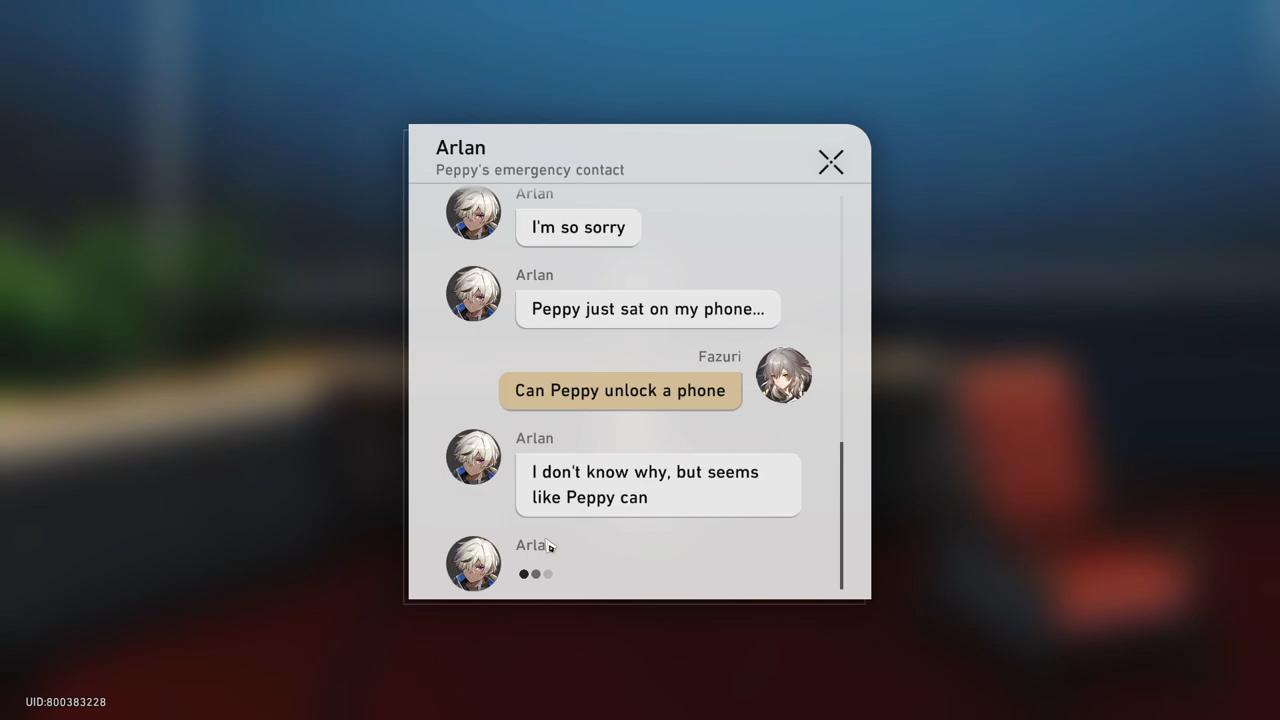 Arlan
Peppy's emergency contact
Arlan
I'm so sorry
Arlan
Peppy just sat on my phone...
Fazuri
Can Peppy unlock a phone
Arlan
I don't know why, but seems
like Peppy can
Arlan
UID:800383228